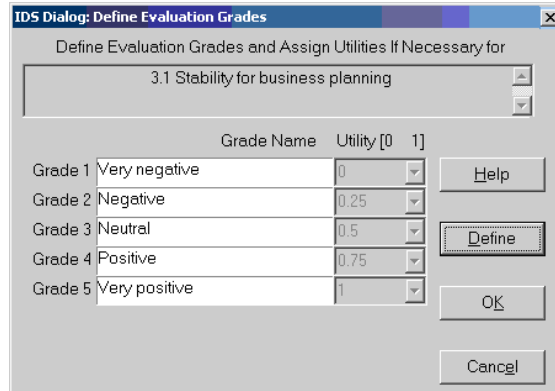 IDS Dialog: Define Evaluation Grades
Define Evaluation Grades and Assign Utilities If Necessary for
3.1 Stability for business planning
Grade Name Utility [0 1]
Grade 1 Very negative 0
Grade 2 Negative 0.25
Grade 3 Neutral 0.5
Grade 4 Positive 0.75
Grade 5 Very positive 1
Help
Define
OK
Cancel